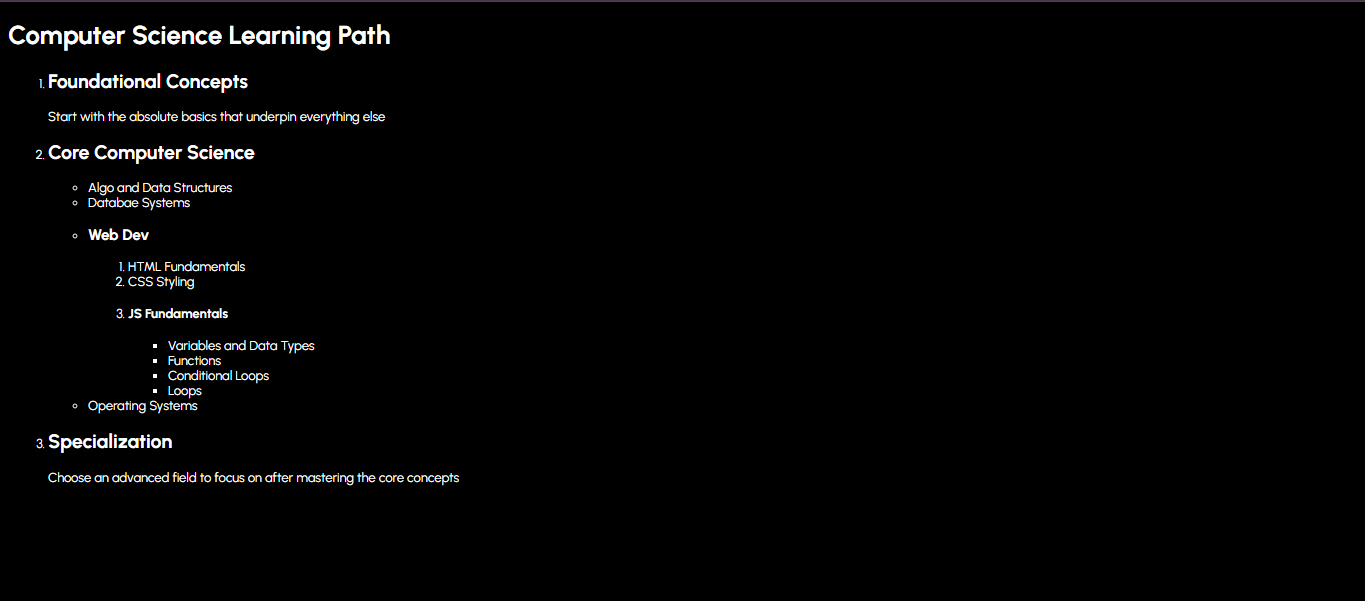 Computer Science Learning Path
1. Foundational Concepts
Start with the absolute basics that underpin everything else
2. Core Computer Science
Algo and Data Structures
Databae Systems
Web Dev
1. HTML Fundamentals
2. CSS Styling
3. JS Fundamentals
Variables and Data Types
Functions
Conditional Loops
Loops
Operating Systems
3. Specialization
Choose an advanced field to focus on after mastering the core concepts